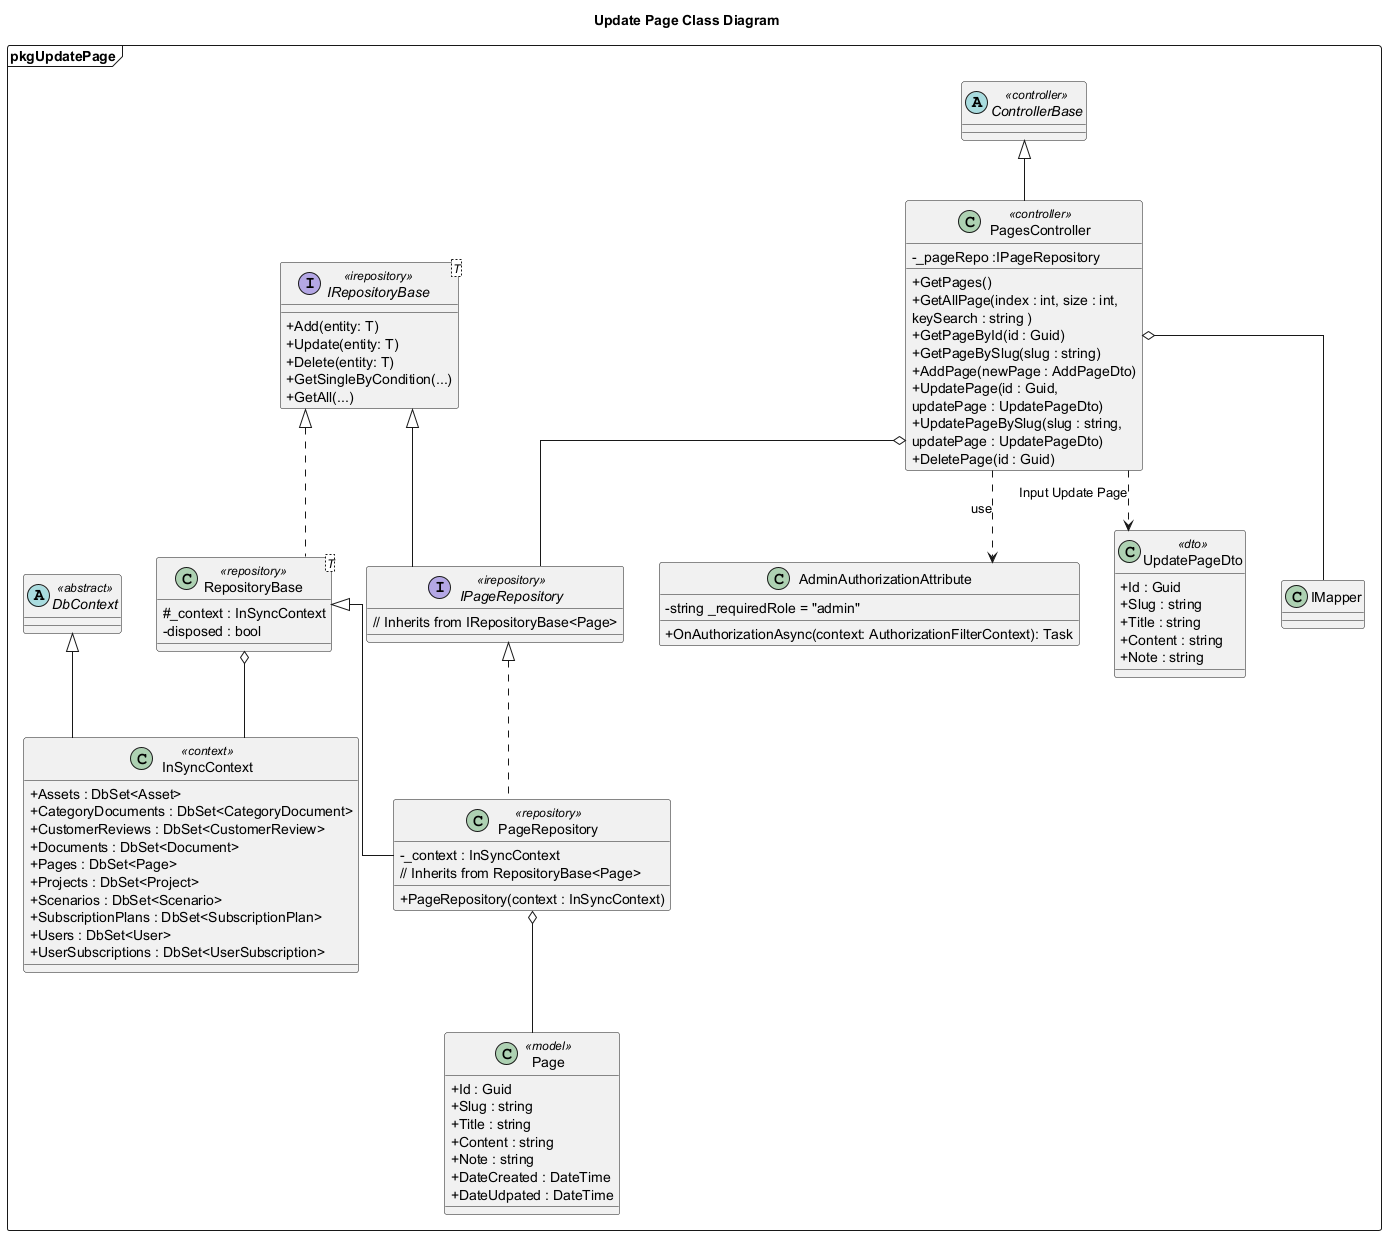 Update Page Class Diagram
pkgUpdatePage
A
«controller»
ControllerBase
C
«controller»
PagesController
-_pageRepo :IPageRepository
+GetPages()
+GetAllPage(index : int, size : int,
keySearch : string )
+GetPageById(id : Guid)
+GetPageBySlug(slug : string)
+AddPage(newPage : AddPageDto)
+UpdatePage(id : Guid,
updatePage : UpdatePageDto)
+UpdatePageBySlug(slug : string,
updatePage : UpdatePageDto)
+DeletePage(id : Guid)
I
«irepository»
IRepositoryBase
T
+Add(entity: T)
+Update(entity: T)
+Delete(entity: T)
+GetSingleByCondition(...)
+GetAll(...)
use
Input Update Page
A
«abstract»
DbContext
C
«repository»
RepositoryBase
T
#_context : InSyncContext
-disposed : bool
I
«irepository»
IPageRepository
// Inherits from IRepositoryBase<Page>
C
AdminAuthorizationAttribute
-string _requiredRole = "admin"
+OnAuthorizationAsync(context: AuthorizationFilterContext): Task
C
«dto»
UpdatePageDto
+Id : Guid
+Slug : string
+Title : string
+Content : string
+Note : string
C
IMapper
C
«context»
InSyncContext
+Assets : DbSet<Asset>
+CategoryDocuments : DbSet<CategoryDocument>
+CustomerReviews : DbSet<CustomerReview>
+Documents : DbSet<Document>
+Pages : DbSet<Page>
+Projects : DbSet<Project>
+Scenarios : DbSet<Scenario>
+SubscriptionPlans : DbSet<SubscriptionPlan>
+Users : DbSet<User>
+UserSubscriptions : DbSet<UserSubscription>
C
«repository»
PageRepository
-_context : InSyncContext
// Inherits from RepositoryBase<Page>
+PageRepository(context : InSyncContext)
C
«model»
Page
+Id : Guid
+Slug : string
+Title : string
+Content : string
+Note : string
+DateCreated : DateTime
+DateUdpated : DateTime